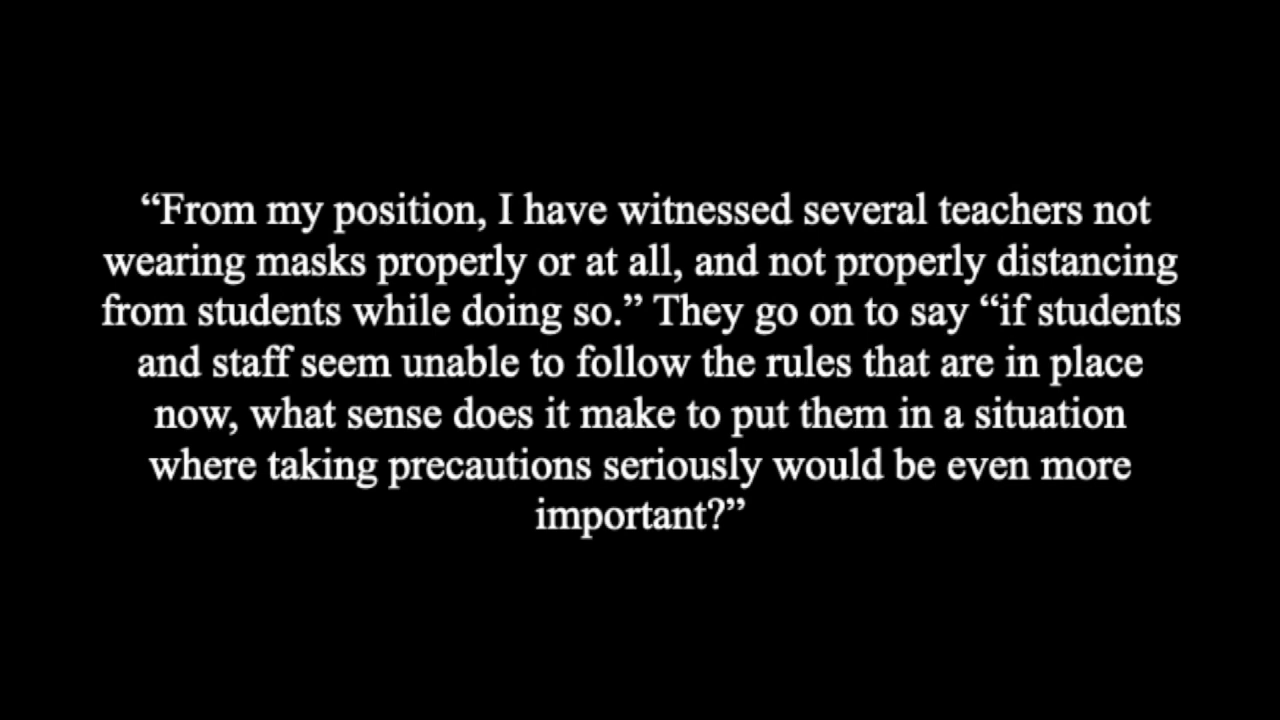 “From my position, I have witnessed several teachers not
wearing masks properly or at all, and not properly distancing
from students while doing so.” They go on to say “if students
and staff seem unable to follow the rules that are in place
now, what sense does it make to put them in a situation
where taking precautions seriously would be even more
important?”